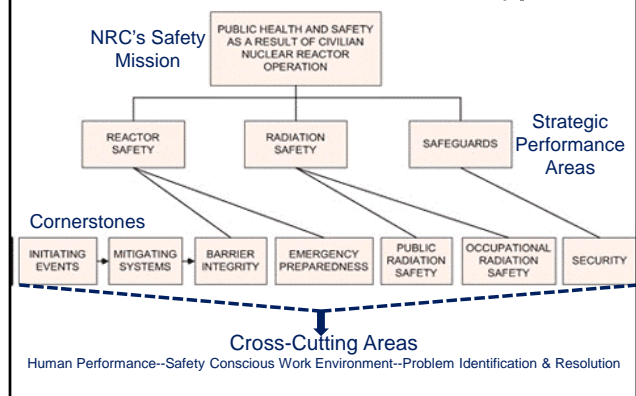 NRC's Safety
Mission
PUBLIC HEALTH AND SAFETY
AS A RESULT OF CIVILIAN
NUCLEAR REACTOR
OPERATION
REACTOR
SAFETY
RADIATION
SAFETY
SAFEGUARDS
Strategic
Performance
Areas
Cornerstones
INITIATING
EVENTS
MITIGATING
SYSTEMS
BARRIER
INTEGRITY
EMERGENCY
PREPAREDNESS
PUBLIC
RADIATION
SAFETY
OCCUPATIONAL
RADIATION
SAFETY
SECURITY
Cross-Cutting Areas
Human Performance--Safety Conscious Work Environment--Problem Identification & Resolution